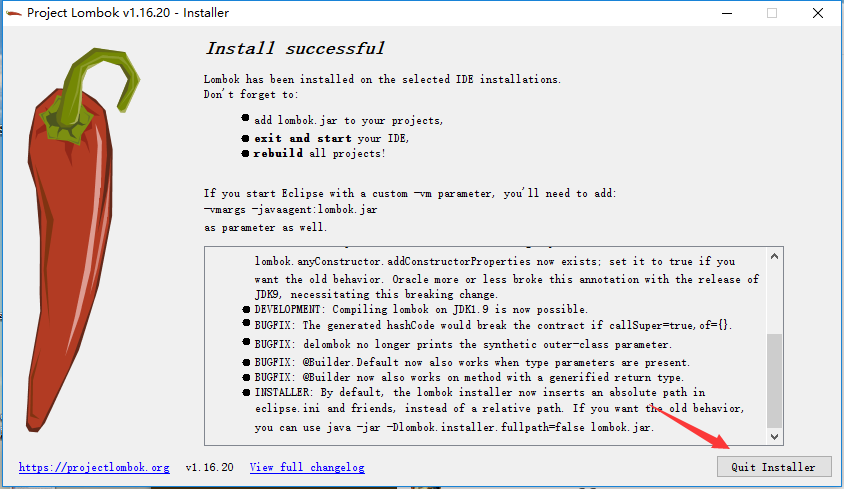 Project Lombok v1.16.20 - Installer
Install successful
Lombok has been installed on the selected IDE installations.
Don't forget to:
add lombok.jar to your projects,
exit and start your IDE,
rebuild all projects!
If you start Eclipse with a custom -vm parameter, you'll need to add:
-vmargs -javaagent:lombok.jar
as parameter as well.
lombok.anyConstructor.addConstructorProperties now exists; set it to true if you
want the old behavior. Oracle more or less broke this annotation with the release of
JDK9, necessitating this breaking change.
DEVELOPMENT: Compiling lombok on JDK1.9 is now possible.
BUGFIX: The generated hashCode would break the contract if callSuper=true,of={}.
BUGFIX: delombok no longer prints the synthetic outer-class parameter.
BUGFIX: @Builder.Default now also works when type parameters are present.
BUGFIX: @Builder now also works on method with a generified return type.
INSTALLER: By default, the lombok installer now inserts an absolute path in
eclipse.ini and friends, instead of a relative path. If you want the old behavior,
you can use java -jar -Dlombok.installer.fullpath=false lombok.jar.
https://projectlombok.org v1.16.20 View full changelog
Quit Installer